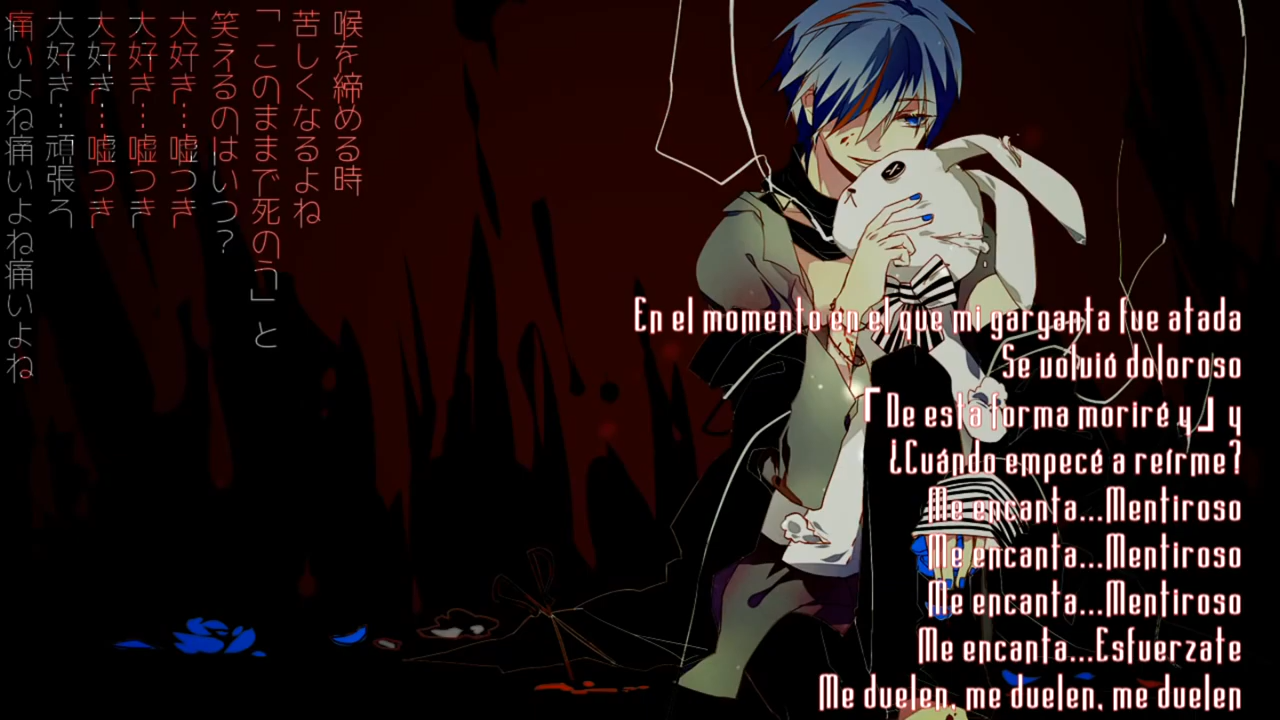 喉を締める時
苦しくなるよね
「このままで死のう」と
笑えるのはいつ？
大好き…嘘つき
大好き…嘘つき
大好き…嘘つき
大好き…頑張ろ
痛いよね痛いよね痛いよね
En el momento en el que mi garganta fue atada
Se volvió doloroso
「De esta forma moriré y」 y
¿Cuándo empecé a reírme?
Me encanta...Mentiroso
Me encanta...Mentiroso
Me encanta...Mentiroso
Me encanta...Esfuerzate
Me duelen, me duelen, me duelen